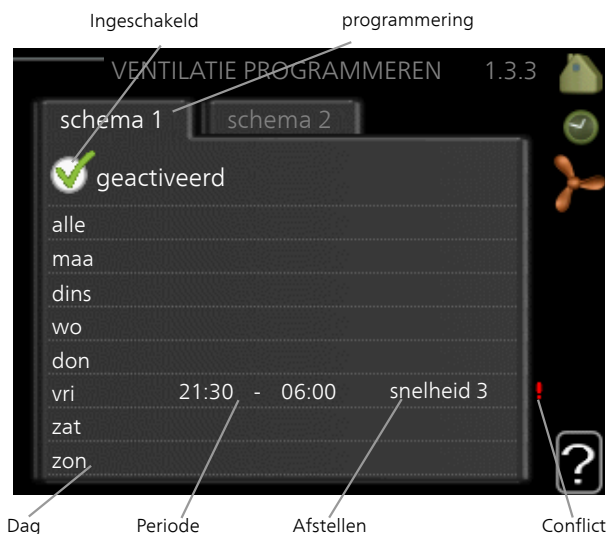 Ingeschakeld programmering
VENTILATIE PROGRAMMEREN 1.3.3
schema 1 schema 2
geactiveerd
alle
maa
dins
wo
don
vri 21:30 - 06:00 snelheid 3 !
zat
zon
?
Dag Periode Afstellen Conflict